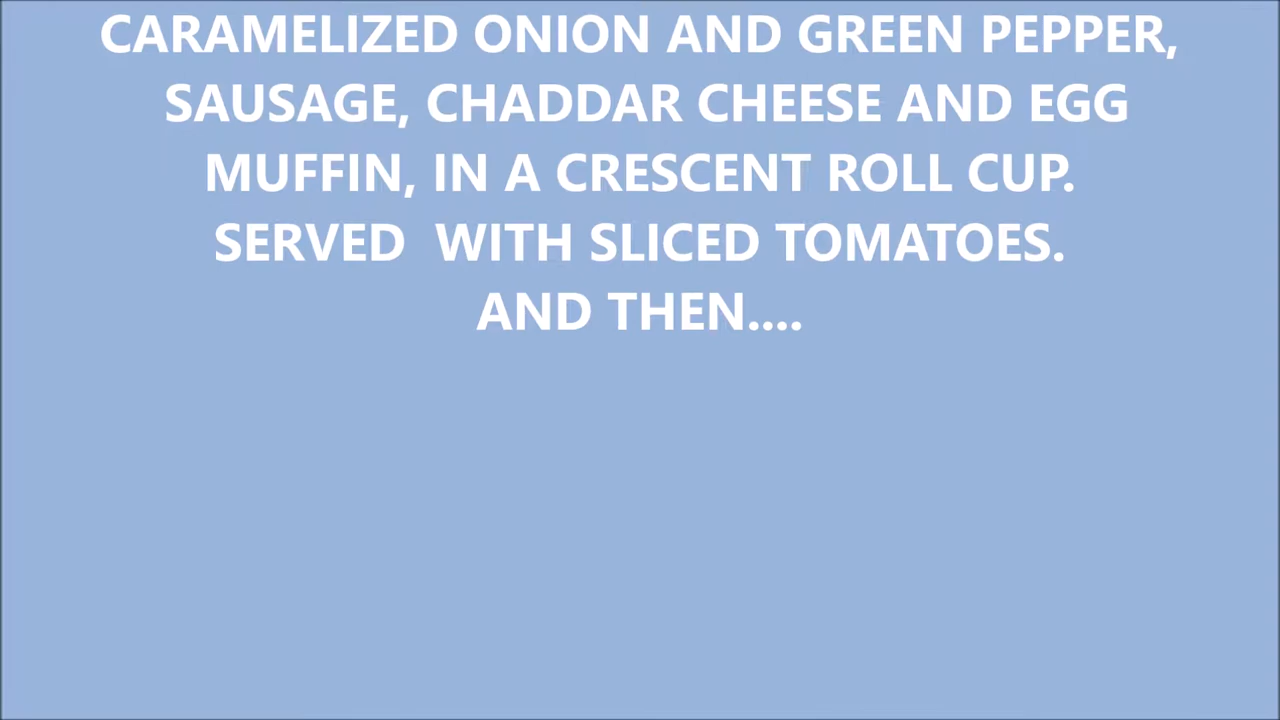 CARAMELIZED ONION AND GREEN PEPPER,
SAUSAGE, CHADDAR CHEESE AND EGG
MUFFIN, IN A CRESCENT ROLL CUP.
SERVED  WITH SLICED TOMATOES.
AND THEN....